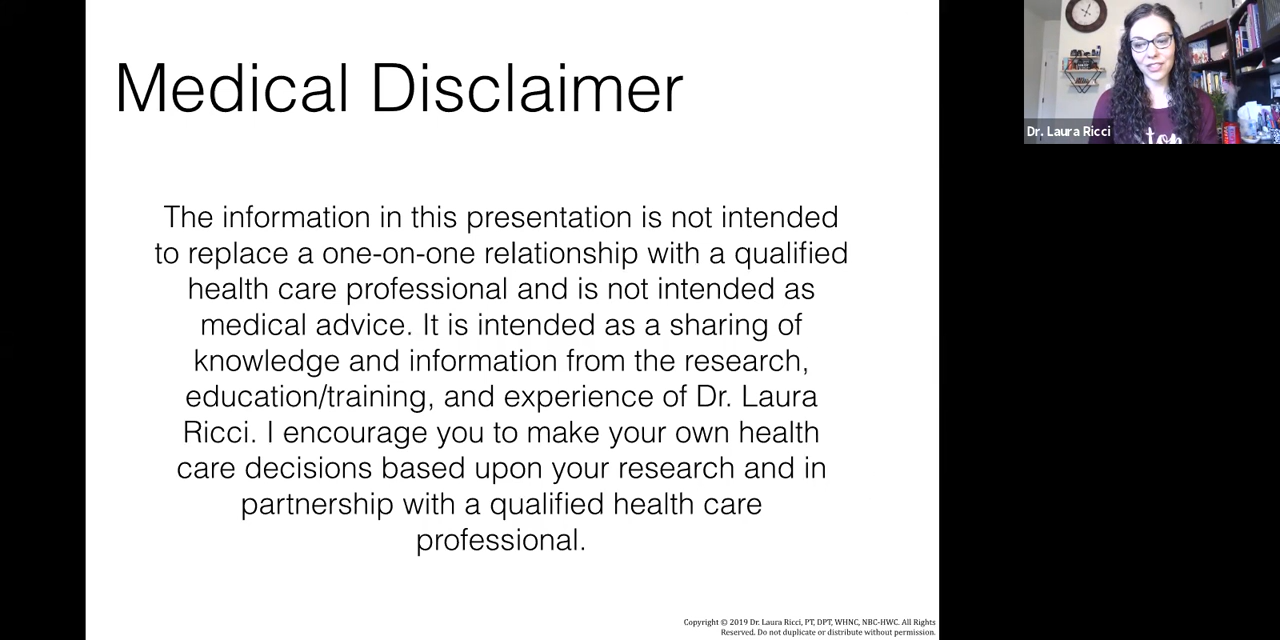 Medical Disclaimer
The information in this presentation is not intended
to replace a one-on-one relationship with a qualified
health care professional and is not intended as
medical advice. It is intended as a sharing of
knowledge and information from the research,
education/training, and experience of Dr. Laura
Ricci. I encourage you to make your own health
care decisions based upon your research and in
partnership with a qualified health care
professional.
Copyright © 2019 Dr. Laura Ricci, PT, DPT, WHNC, NBC-HWC. All Rights
Reserved. Do not duplicate or distribute without permission.
Dr. Laura Ricci